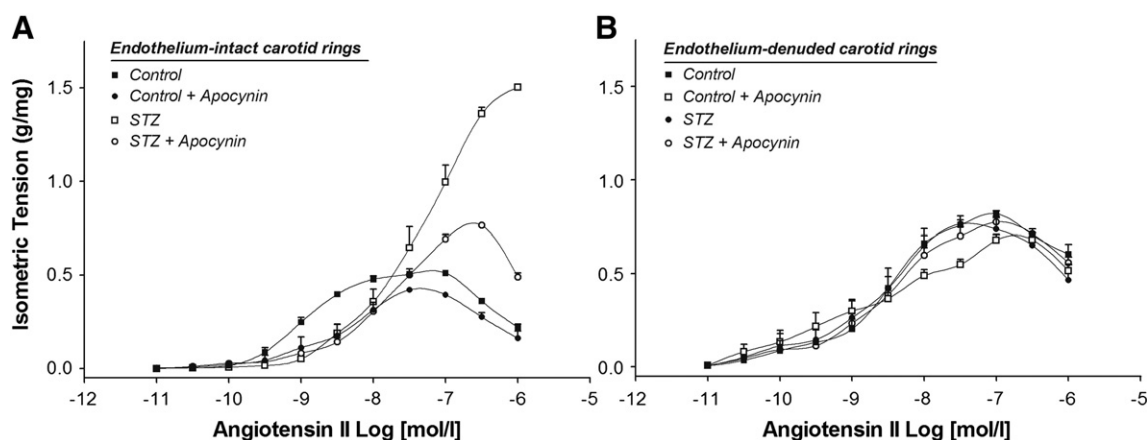 A
Endothelium-intact carotid rings
Control
Control + Apocynin
STZ
STZ + Apocynin
Isometric Tension (g/mg)
1.5
1.0
0.5
0.0
-12 -11 -10 -9 -8 -7 -6 -5
Angiotensin II Log [mol/l]
B
Endothelium-denuded carotid rings
Control
Control + Apocynin
STZ
STZ + Apocynin
1.5
1.0
0.5
0.0
-12 -11 -10 -9 -8 -7 -6 -5
Angiotensin II Log [mol/l]